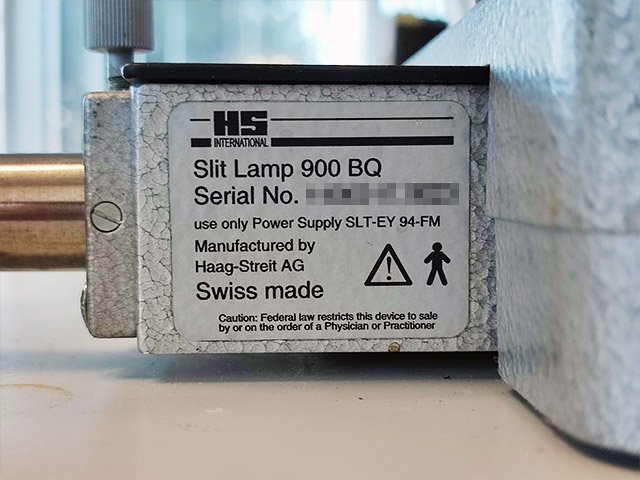 HS
INTERNATIONAL
Slit Lamp 900 BQ
Serial No.
use only Power Supply SLT-EY 94-FM
Manufactured by
Haag-Streit AG
Swiss made
Caution: Federal law restricts this device to sale
by or on the order of a Physician or Practitioner